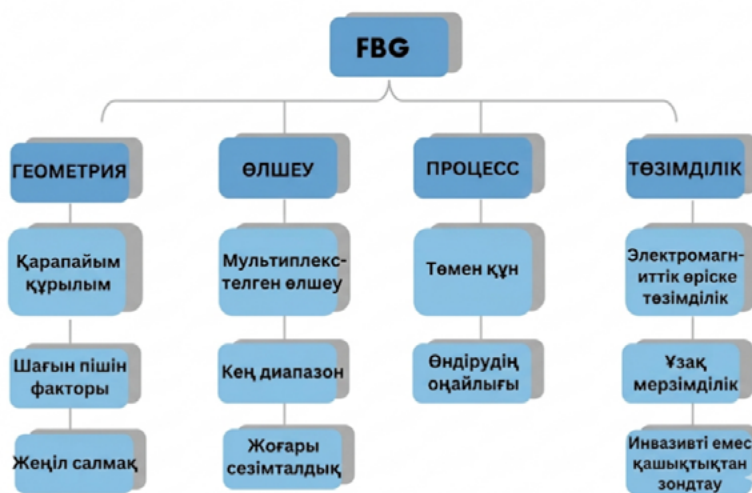 FBG
ГЕОМЕТРИЯ
ӨЛШЕУ
ПРОЦЕСС
ТӨЗІМДІЛІК
Қарапайым
құрылым
Мультиплекс-
телген өлшеу
Төмен құн
Электромагн-
иттік өріске
төзімділік
Шағын пішін
факторы
Кең диапазон
Өндірудің
оңайлығы
Ұзақ
мерзімділік
Жеңіл салмақ
Жоғары
сезімталдық
Инвазивті емес
қашықтықтан
зондтау